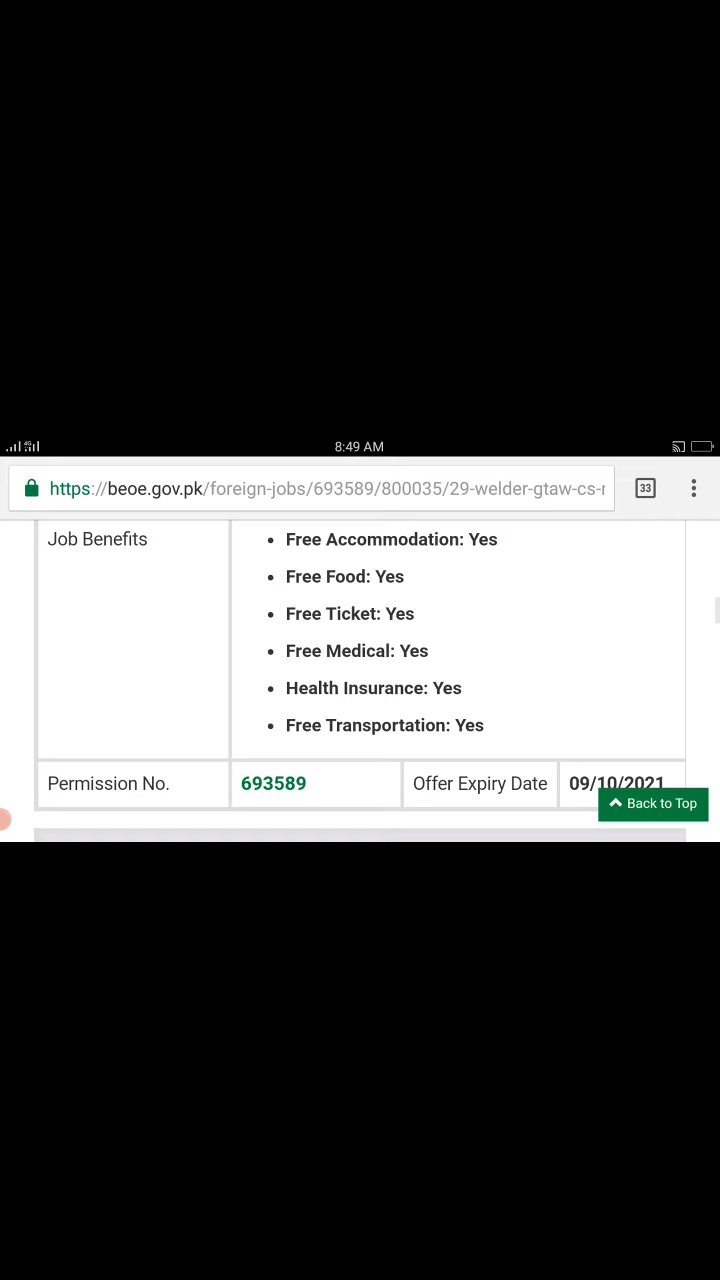 8:49 AM
https://beoe.gov.pk/foreign-jobs/693589/800035/29-welder-gtaw-cs-r
33
Job Benefits
• Free Accommodation: Yes
• Free Food: Yes
• Free Ticket: Yes
• Free Medical: Yes
• Health Insurance: Yes
• Free Transportation: Yes
Permission No. 693589 Offer Expiry Date 09/10/2021
Back to Top